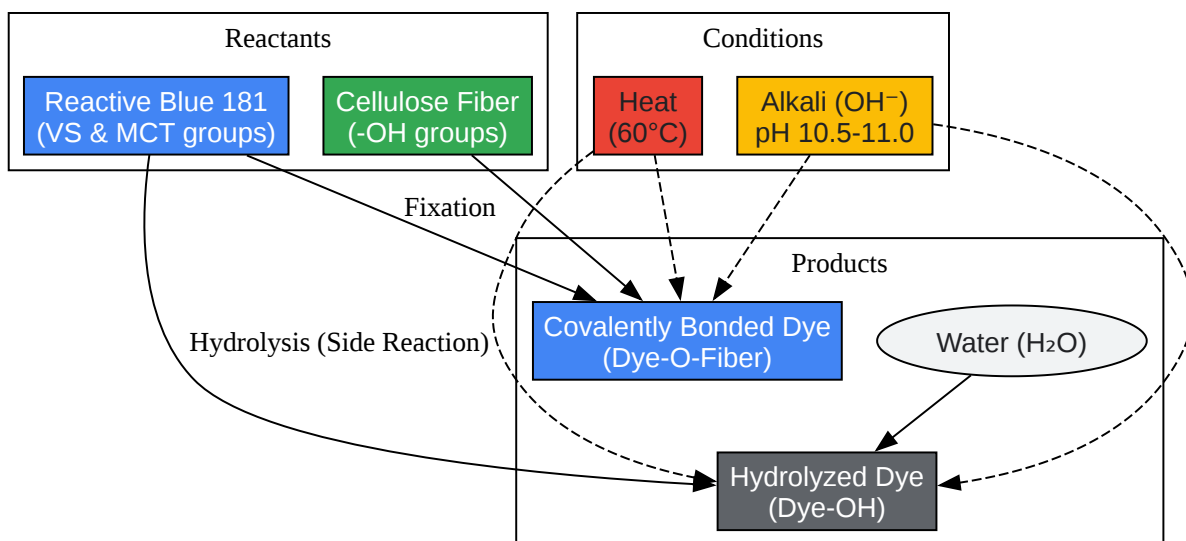 Reactants
Conditions
Reactive Blue 181
(VS & MCT groups)
Cellulose Fiber
(-OH groups)
Heat
(60°C)
Alkali (OH⁻)
pH 10.5-11.0
Fixation
Products
Covalently Bonded Dye
(Dye-O-Fiber)
Water (H₂O)
Hydrolysis (Side Reaction)
Hydrolyzed Dye
(Dye-OH)